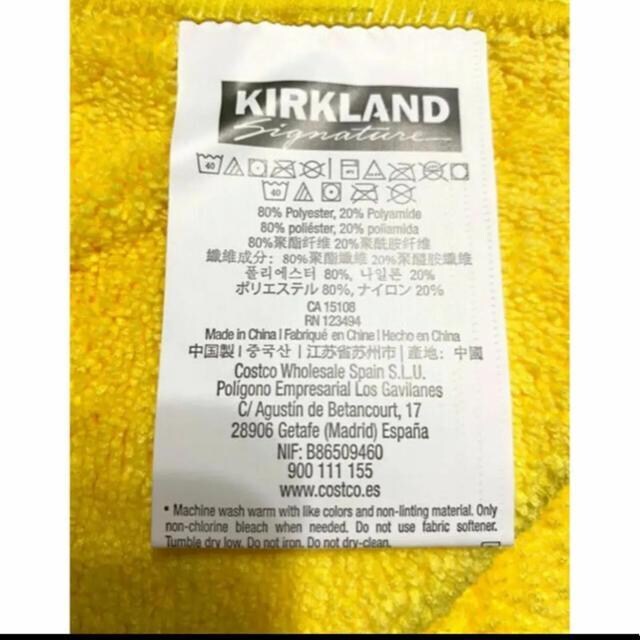 KIRKLAND
Signature
40
40
80% Polyester, 20% Polyamide
80% poliéster, 20% poliamida
80%聚酯纤维 20%聚酰胺纤维
纖維成分：80%聚酯纖維 20%聚醯胺纖維
폴리에스터 80%, 나일론 20%
ポリエステル 80%, ナイロン 20%
CA 15108
RN 123494
Made in China | Fabriqué en Chine | Hecho en China
中国製 | 중국산 | 江苏省苏州市 | 產地：中國
Costco Wholesale Spain S.L.U.
Polígono Empresarial Los Gavilanes
C/ Agustín de Betancourt, 17
28906 Getafe (Madrid) España
NIF: B86509460
900 111 155
www.costco.es
• Machine wash warm with like colors and non-linting material. Only
non-chlorine bleach when needed. Do not use fabric softener.
Tumble dry low. Do not iron. Do not dry-clean.